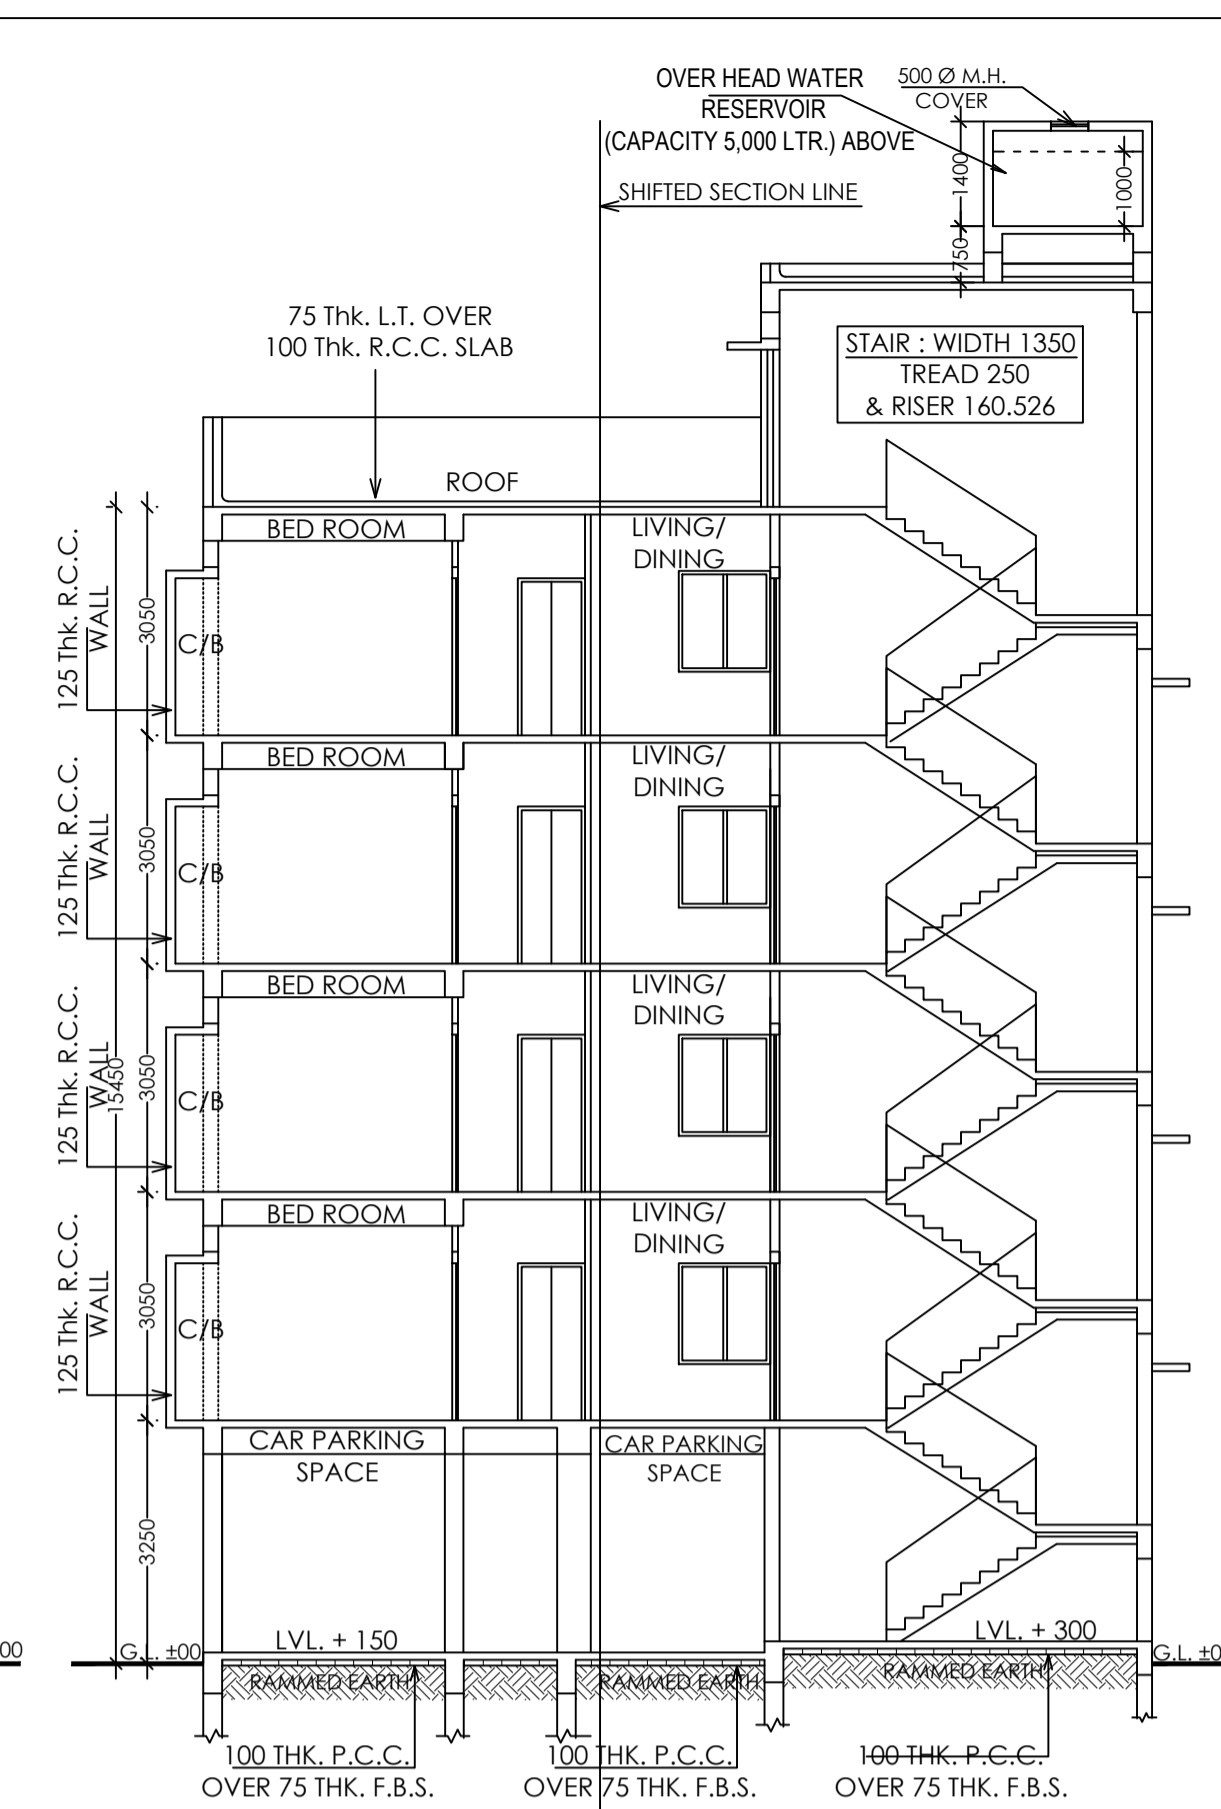 OVER HEAD WATER
RESERVOIR
(CAPACITY 5,000 LTR.) ABOVE
500 Ø M.H.
COVER
SHIFTED SECTION LINE
1400
1000
750
75 Thk. L.T. OVER
100 Thk. R.C.C. SLAB
STAIR : WIDTH 1350
TREAD 250
& RISER 160.526
ROOF
BED ROOM
LIVING/
DINING
125 Thk. R.C.C.
WALL
3050
C/B
BED ROOM
LIVING/
DINING
125 Thk. R.C.C.
WALL
3050
C/B
BED ROOM
LIVING/
DINING
125 Thk. R.C.C.
WALL
15450
3050
C/B
BED ROOM
LIVING/
DINING
125 Thk. R.C.C.
WALL
3050
C/B
CAR PARKING
SPACE
CAR PARKING
SPACE
3250
LVL. + 150
LVL. + 300
00
G.L. ±00
G.L. ±0
RAMMED EARTH
RAMMED EARTH
RAMMED EARTH
100 THK. P.C.C.
OVER 75 THK. F.B.S.
100 THK. P.C.C.
OVER 75 THK. F.B.S.
100 THK. P.C.C.
OVER 75 THK. F.B.S.